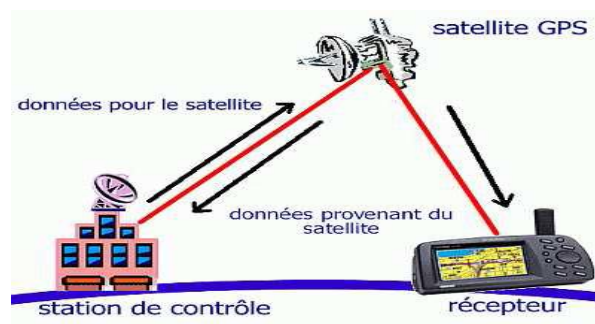 satellite GPS
données pour le satellite
données provenant du
satellite
station de contrôle
récepteur